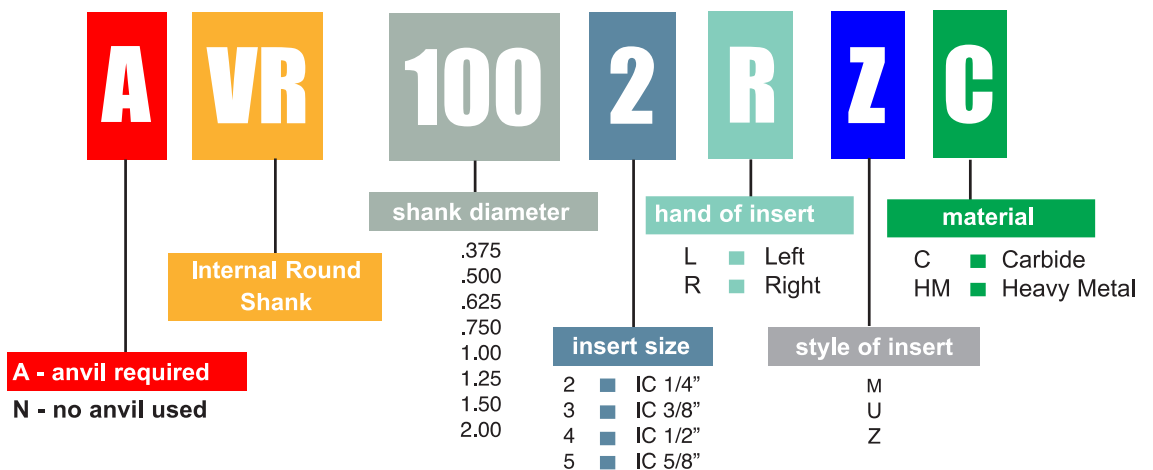 A VR 100 2 R Z C
shank diameter
.375
.500
.625
.750
1.00
1.25
1.50
2.00
hand of insert
L Left
R Right
material
C Carbide
HM Heavy Metal
Internal Round
Shank
A - anvil required
N - no anvil used
insert size
2 IC 1/4”
3 IC 3/8”
4 IC 1/2”
5 IC 5/8”
style of insert
M
U
Z